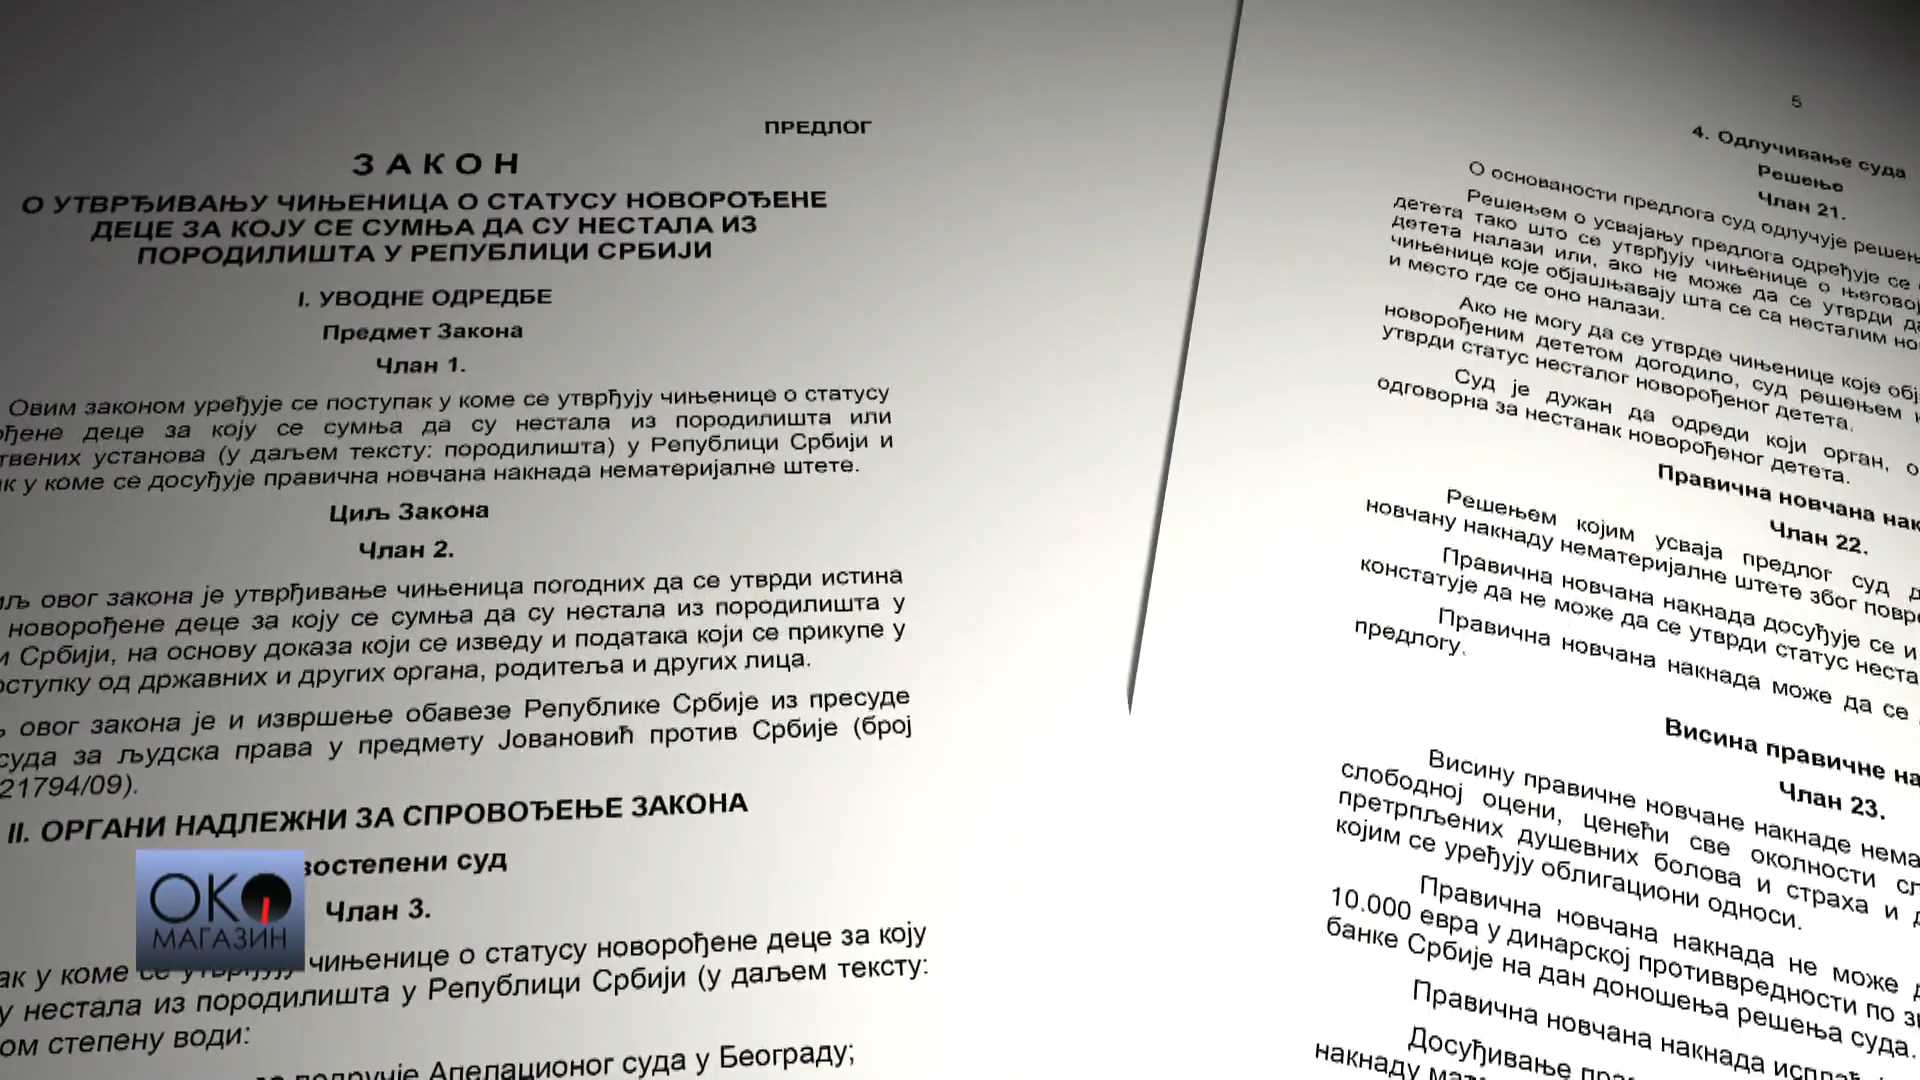 ПРЕДЛОГ
З А К О Н
О УТВРЂИВАЊУ ЧИЊЕНИЦА О СТАТУСУ НОВОРОЂЕНЕ
ДЕЦЕ ЗА КОЈУ СЕ СУМЊА ДА СУ НЕСТАЛА ИЗ
ПОРОДИЛИШТА У РЕПУБЛИЦИ СРБИЈИ
I. УВОДНЕ ОДРЕДБЕ
Предмет Закона
Члан 1.
Овим законом уређује се поступак у коме се утврђују чињенице о статусу
деце за коју се сумња да су нестала из породилишта или
установа (у даљем тексту: породилишта) у Републици Србији и
у коме се досуђује правична новчана накнада нематеријалне штете.
Циљ Закона
Члан 2.
овог закона је утврђивање чињеница погодних да се утврди истина
новорођене деце за коју се сумња да су нестала из породилишта у
и Србији, на основу доказа који се изведу и података који се прикупе у
од државних и других органа, родитеља и других лица.
овог закона је и извршење обавезе Републике Србије из пресуде
суда за људска права у предмету Јовановић против Србије (број
21794/09).
II. ОРГАНИ НАДЛЕЖНИ ЗА СПРОВОЂЕЊЕ ЗАКОНА
суд
Члан 3.
у коме се чињенице о статусу новорођене деце за коју
у нестала из породилишта у Републици Србији (у даљем тексту:
степену води:
подручје Апелационог суда у Београду;
ОКО
МАГАЗИН
5
4. Одлучивање суда
Решење
Члан 21.
О основаности предлога суд одлучује
Решењем о усвајању предлога одређује се
детета тако што се утврђују чињенице о
детета налази или, ако не може да се утврди
чињенице које објашњавају шта се са несталим
и место где се оно налази.
Ако не могу да се утврде чињенице које
новорођеним дететом догодило, суд решењем
утврди статус несталог новорођеног детета.
Суд је дужан да одреди који орган,
одговорна за нестанак новорођеног детета.
Правична новчана
Члан 22.
Решењем којим усваја предлог суд
новчану накнаду нематеријалне штете због
Правична новчана накнада досуђује се и
констатује да не може да се утврди статус
Правична новчана накнада може да се
предлогу.
Висина правичне
Члан 23.
Висину правичне новчане накнаде
слободној оцени, ценећи све околности
претрпљених душевних болова и страха и
којим се уређују облигациони односи.
Правична новчана накнада не може
10.000 евра у динарској противвредности по
банке Србије на дан доношења решења суда.
Правична новчана накнада
Досуђивање
накнаду